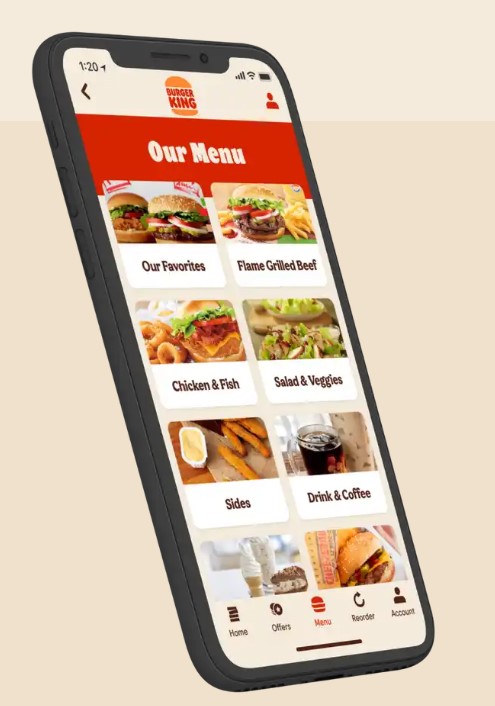 1:20
BURGER
KING
Our Menu
Our Favorites
Flame Grilled Beef
Chicken & Fish
Salad & Veggies
Sides
Drink & Coffee
Home
Offers
Menu
Reorder
Account